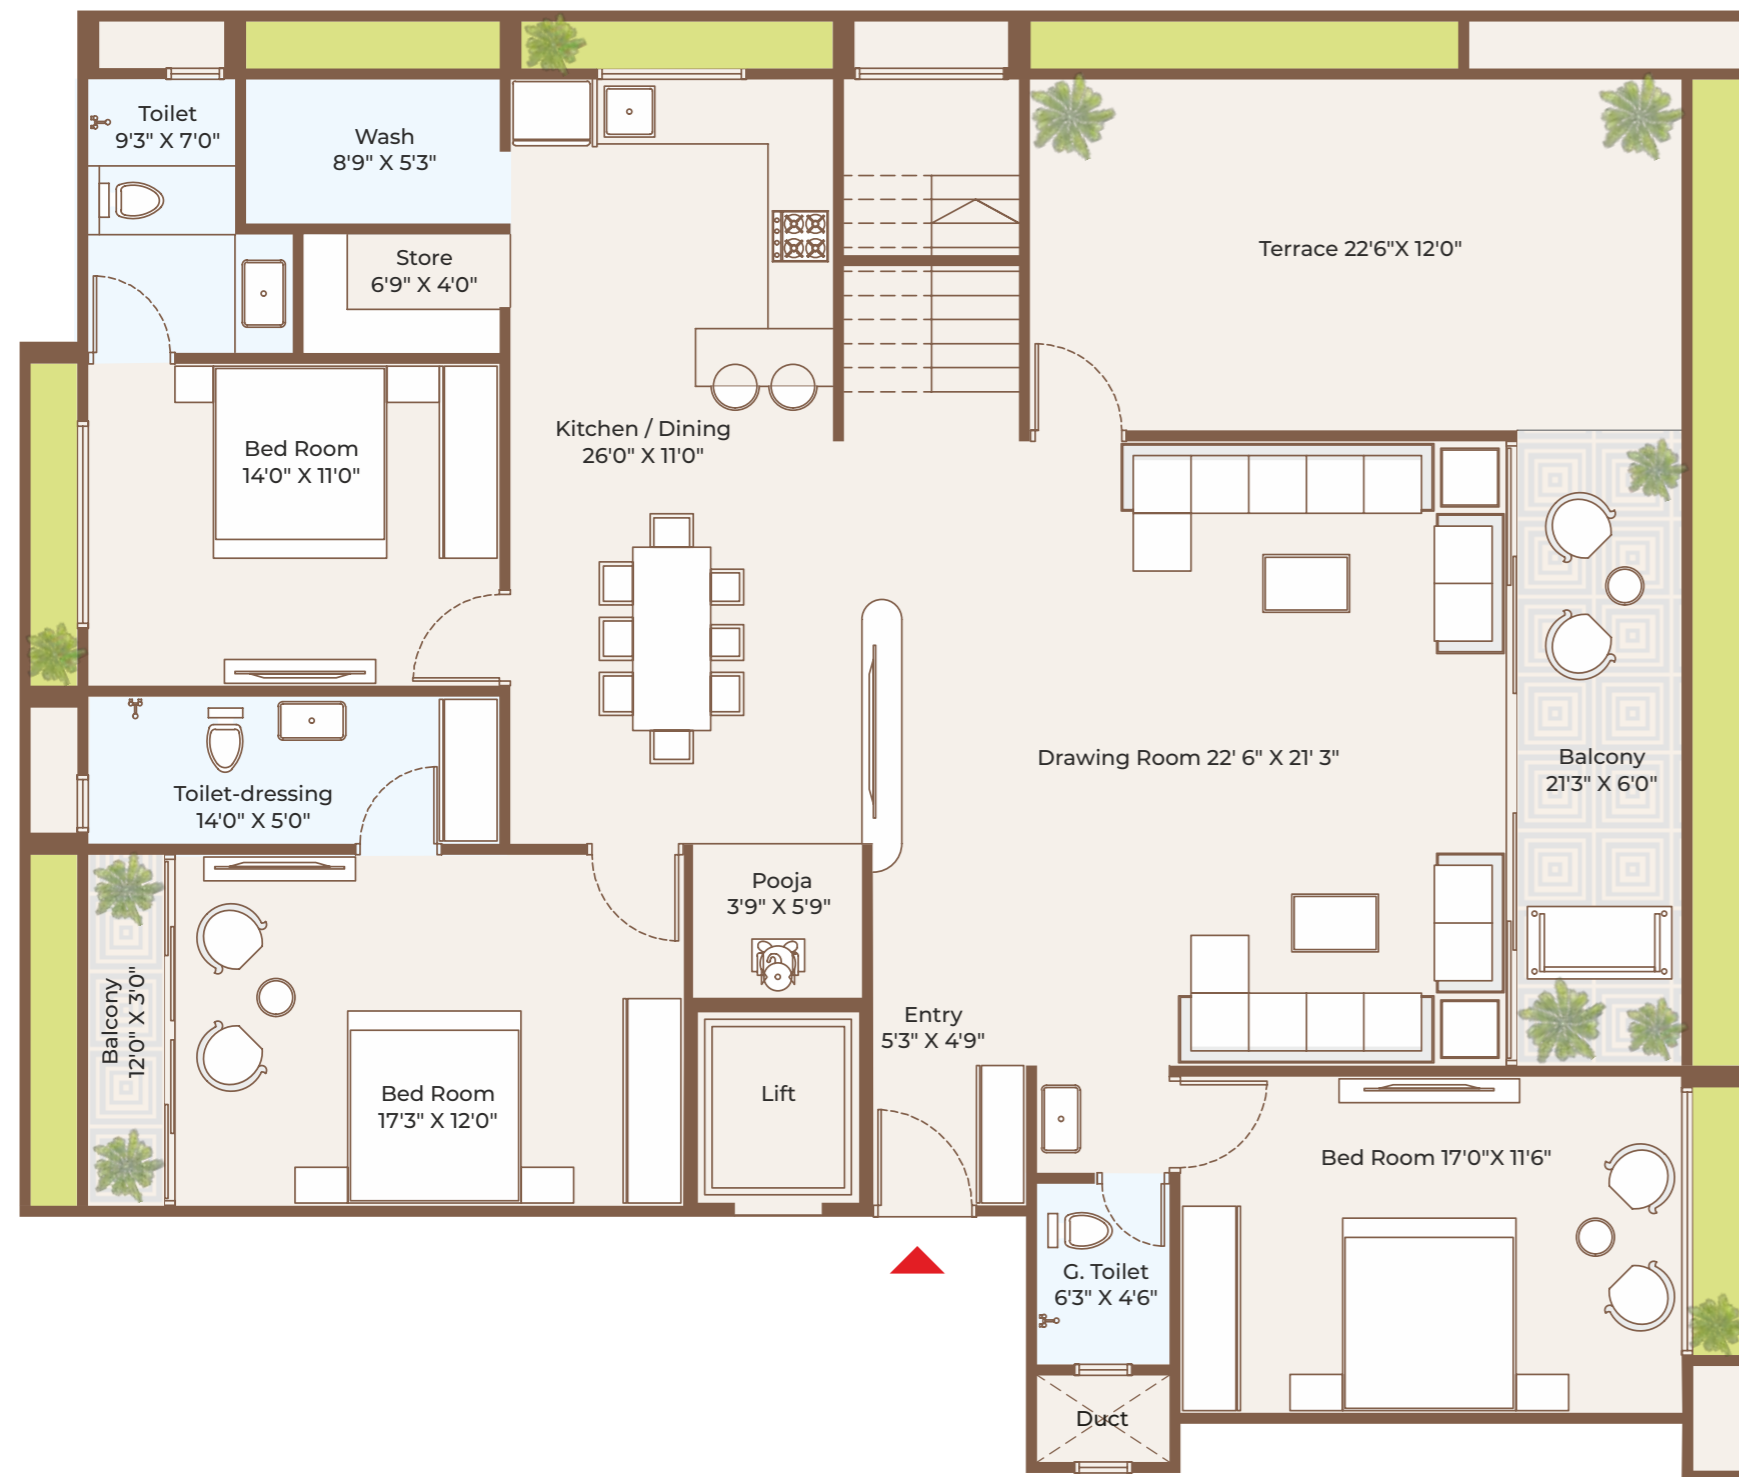 Toilet
9'3" X 7'0"
Wash
8'9" X 5'3"
Store
6'9" X 4'0"
Terrace 22'6"X 12'0"
Bed Room
14'0" X 11'0"
Kitchen / Dining
26'0" X 11'0"
Drawing Room 22' 6" X 21' 3"
Balcony
21'3" X 6'0"
Toilet-dressing
14'0" X 5'0"
Pooja
3'9" X 5'9"
Balcony
12'0" X 3'0"
Entry
5'3" X 4'9"
Bed Room
17'3" X 12'0"
Lift
Bed Room 17'0"X 11'6"
G. Toilet
6'3" X 4'6"
Duct